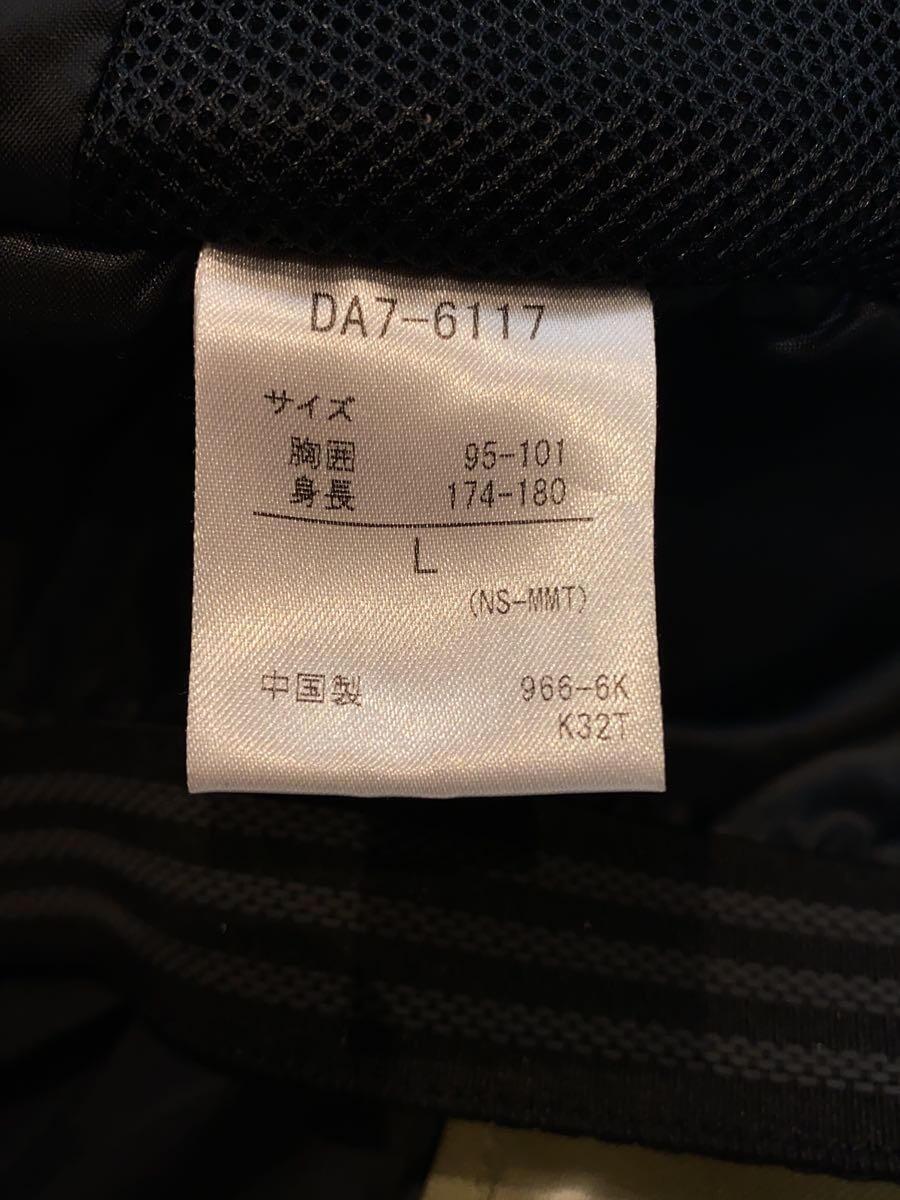 DA7-6117
サイズ
胸囲 95-101
身長 174-180
L
(NS-MMT)
中国製 966-6K
K32T